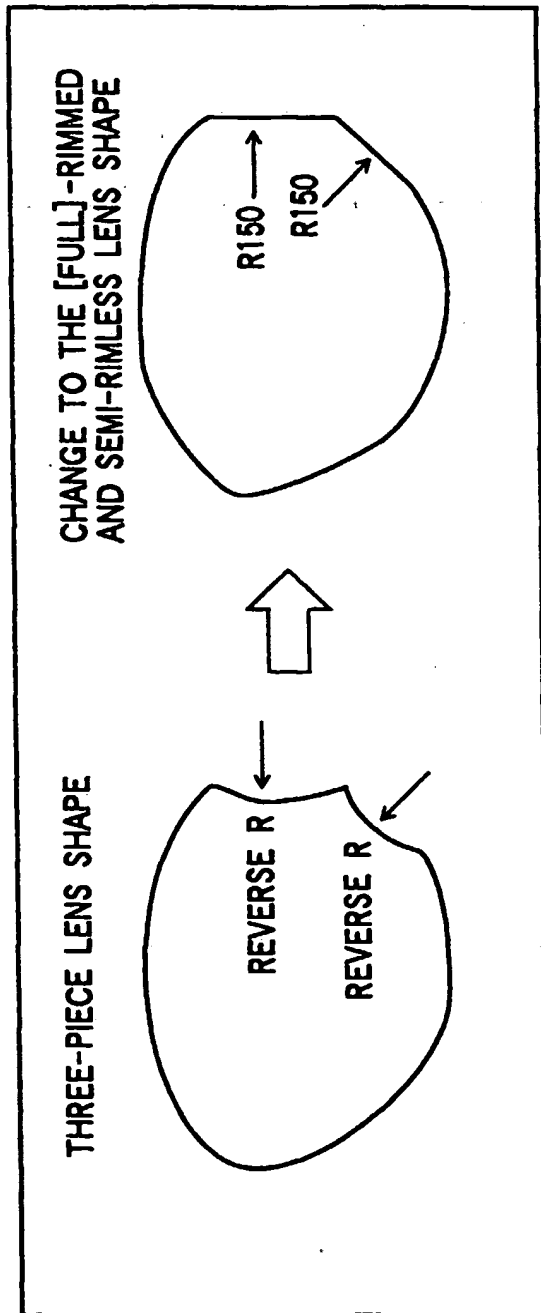 THREE-PIECE LENS SHAPE
REVERSE R
REVERSE R
CHANGE TO THE [FULL]-RIMMED
AND SEMI-RIMLESS LENS SHAPE
R150
R150